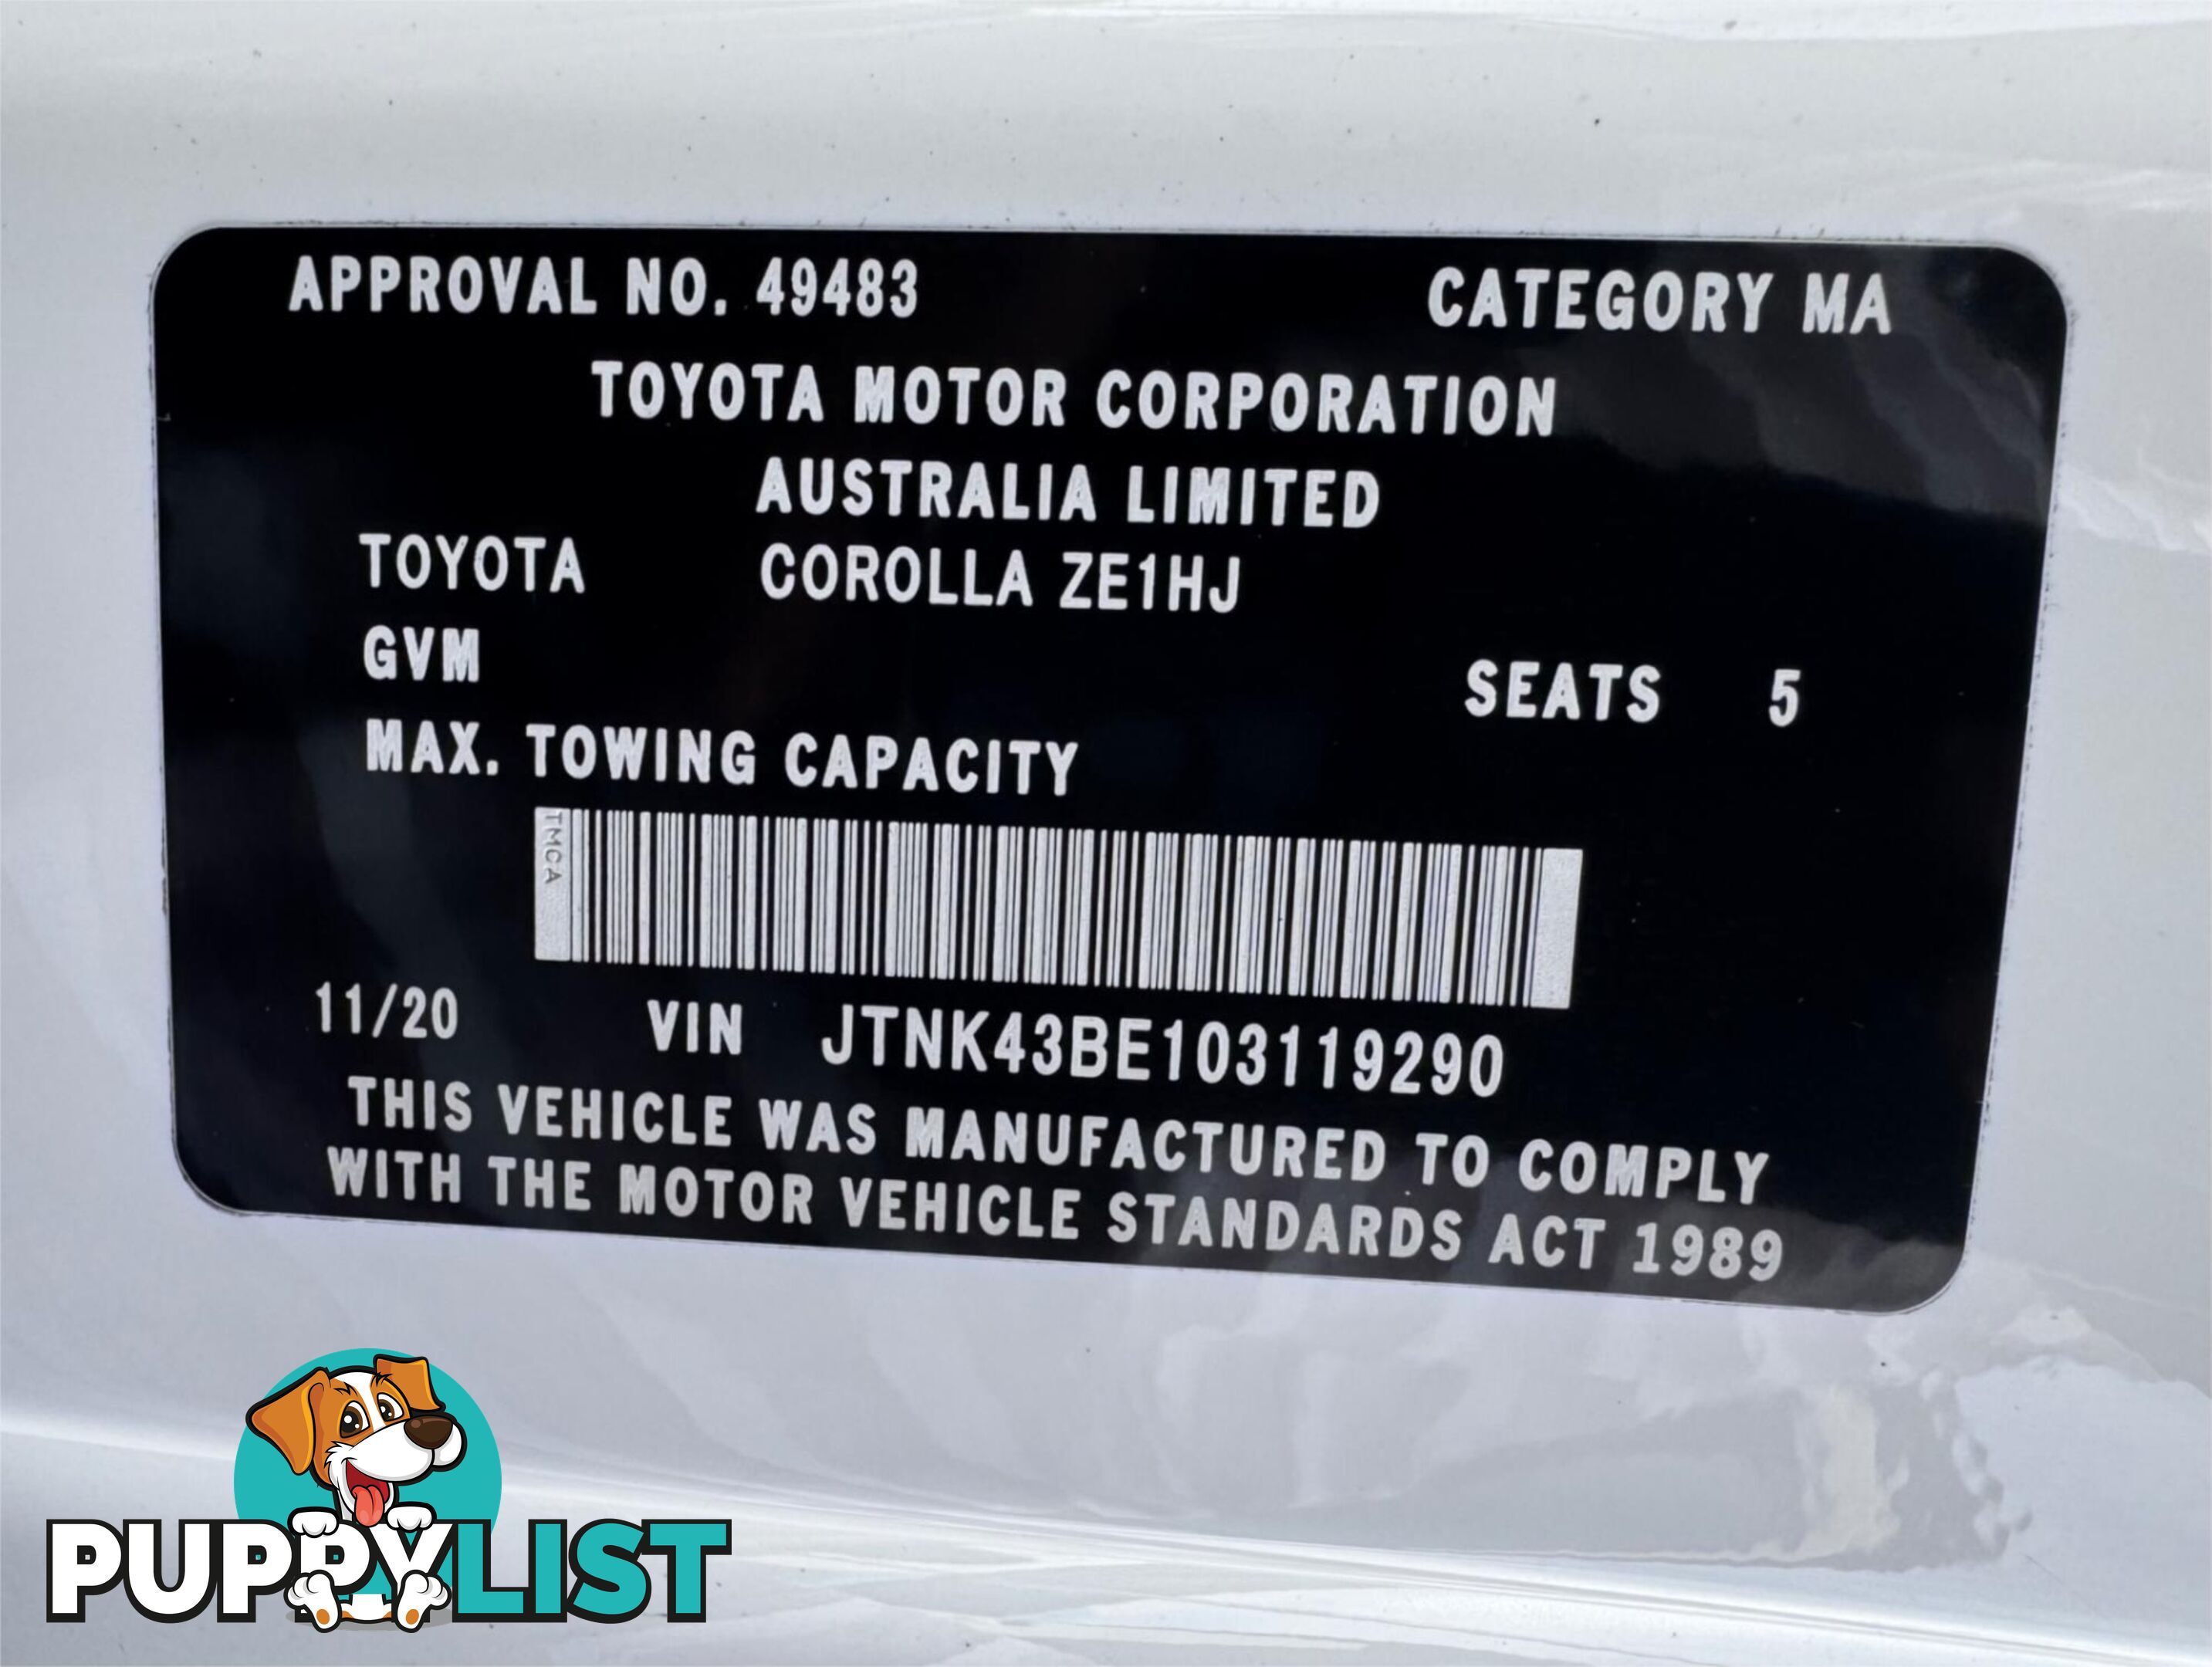 APPROVAL NO. 49483 CATEGORY MA
TOYOTA MOTOR CORPORATION
AUSTRALIA LIMITED
TOYOTA COROLLA ZE1HJ
GVM
SEATS 5
MAX. TOWING CAPACITY
TMCA
11/20 VIN JTNK43BE103119290
THIS VEHICLE WAS MANUFACTURED TO COMPLY
WITH THE MOTOR VEHICLE STANDARDS ACT 1989
PUPPYLIST